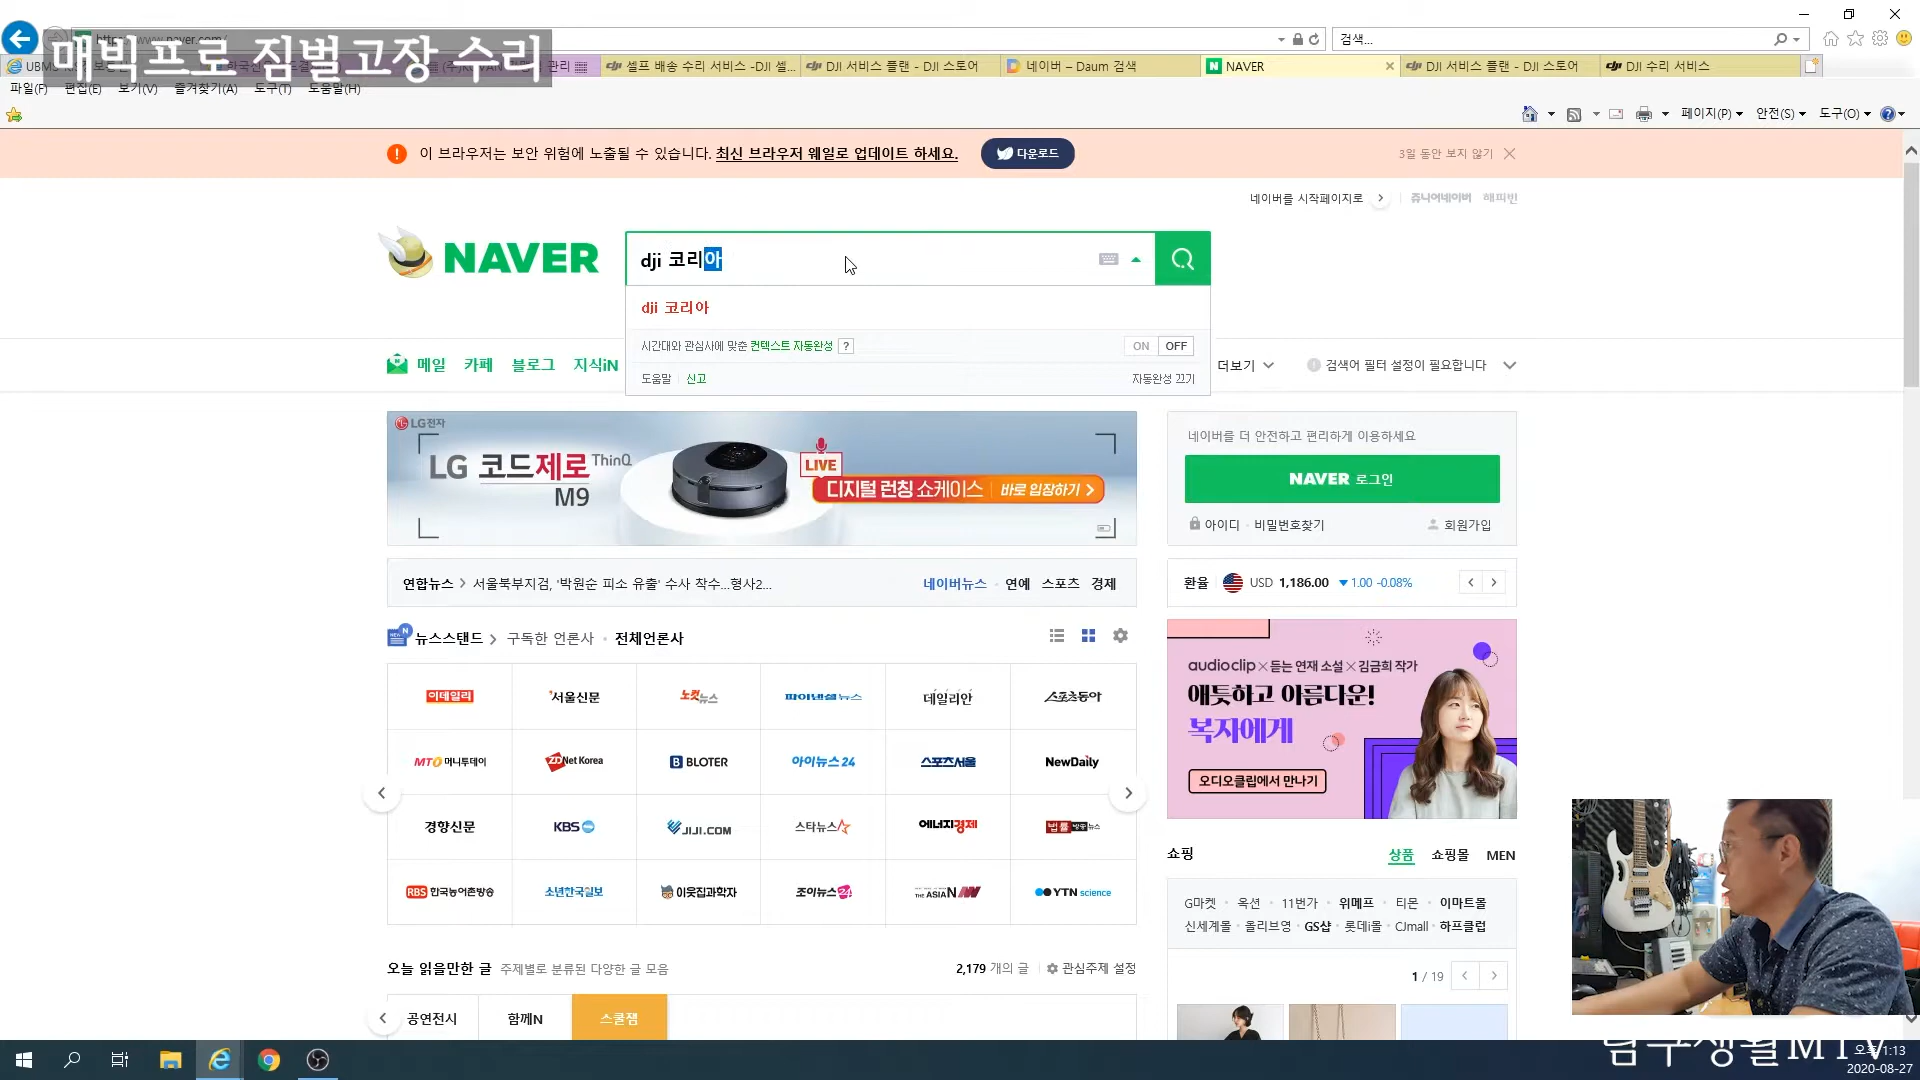 매빅프로 짐벌고장 수리
검색...
셀프 배송 수리 서비스 -DJI 셀...
DJI 서비스 플랜 - DJI 스토어
네이버 – Daum 검색
NAVER
DJI 서비스 플랜 - DJI 스토어
DJI 수리 서비스
파일(F) 편집(E) 보기(V) 즐겨찾기(A) 도구(T) 도움말(H)
페이지(P) 안전(S) 도구(O)
이 브라우저는 보안 위험에 노출될 수 있습니다. 최신 브라우저 웨일로 업데이트 하세요. 다운로드
3일 동안 보지 않기
네이버를 시작페이지로 쥬니어네이버 해피빈
NAVER
dji 코리아
dji 코리아
시간대와 관심사에 맞춘 컨텍스트 자동완성 ? ON OFF
도움말 신고 자동완성 끄기
메일 카페 블로그 지식iN 더보기 검색어 필터 설정이 필요합니다
LG전자
LG 코드제로 ThinQ
M9
LIVE
디지털 런칭 쇼케이스 바로 입장하기
네이버를 더 안전하고 편리하게 이용하세요
NAVER 로그인
아이디 · 비밀번호찾기 회원가입
연합뉴스 서울북부지검, '박원순 피소 유출' 수사 착수...형사2...
네이버뉴스 · 연예 스포츠 경제
환율 USD 1,186.00 ▼1.00 -0.08%
뉴스스탠드 구독한 언론사 · 전체언론사
이데일리 서울신문 노컷뉴스 파이낸셜뉴스 데일리안 스포츠동아
MTO 머니투데이 ZDNet Korea BLOTER 아이뉴스24 스포츠서울 NewDaily
경향신문 KBS JIJI.COM 스타뉴스 에너지경제
RBS 한국농어촌방송 소년한국일보 이웃집과학자 조이뉴스24 THE ASIAN YTN science
audioclip × 듣는 연재 소설 × 김금희 작가
애틋하고 아름다운!
복자에게
오디오클립에서 만나기
쇼핑 상품 쇼핑몰 MEN
G마켓 · 옥션 · 11번가 · 위메프 · 티몬 · 이마트몰
신세계몰 · 올리브영 · GS샵 · 롯데i몰 · CJmall · 하프클럽
1 / 19
오늘 읽을만한 글 주제별로 분류된 다양한 글 모음 2,179 개의 글 관심주제 설정
공연전시 함께N 스쿨잼
오후 1:13
2020-08-27